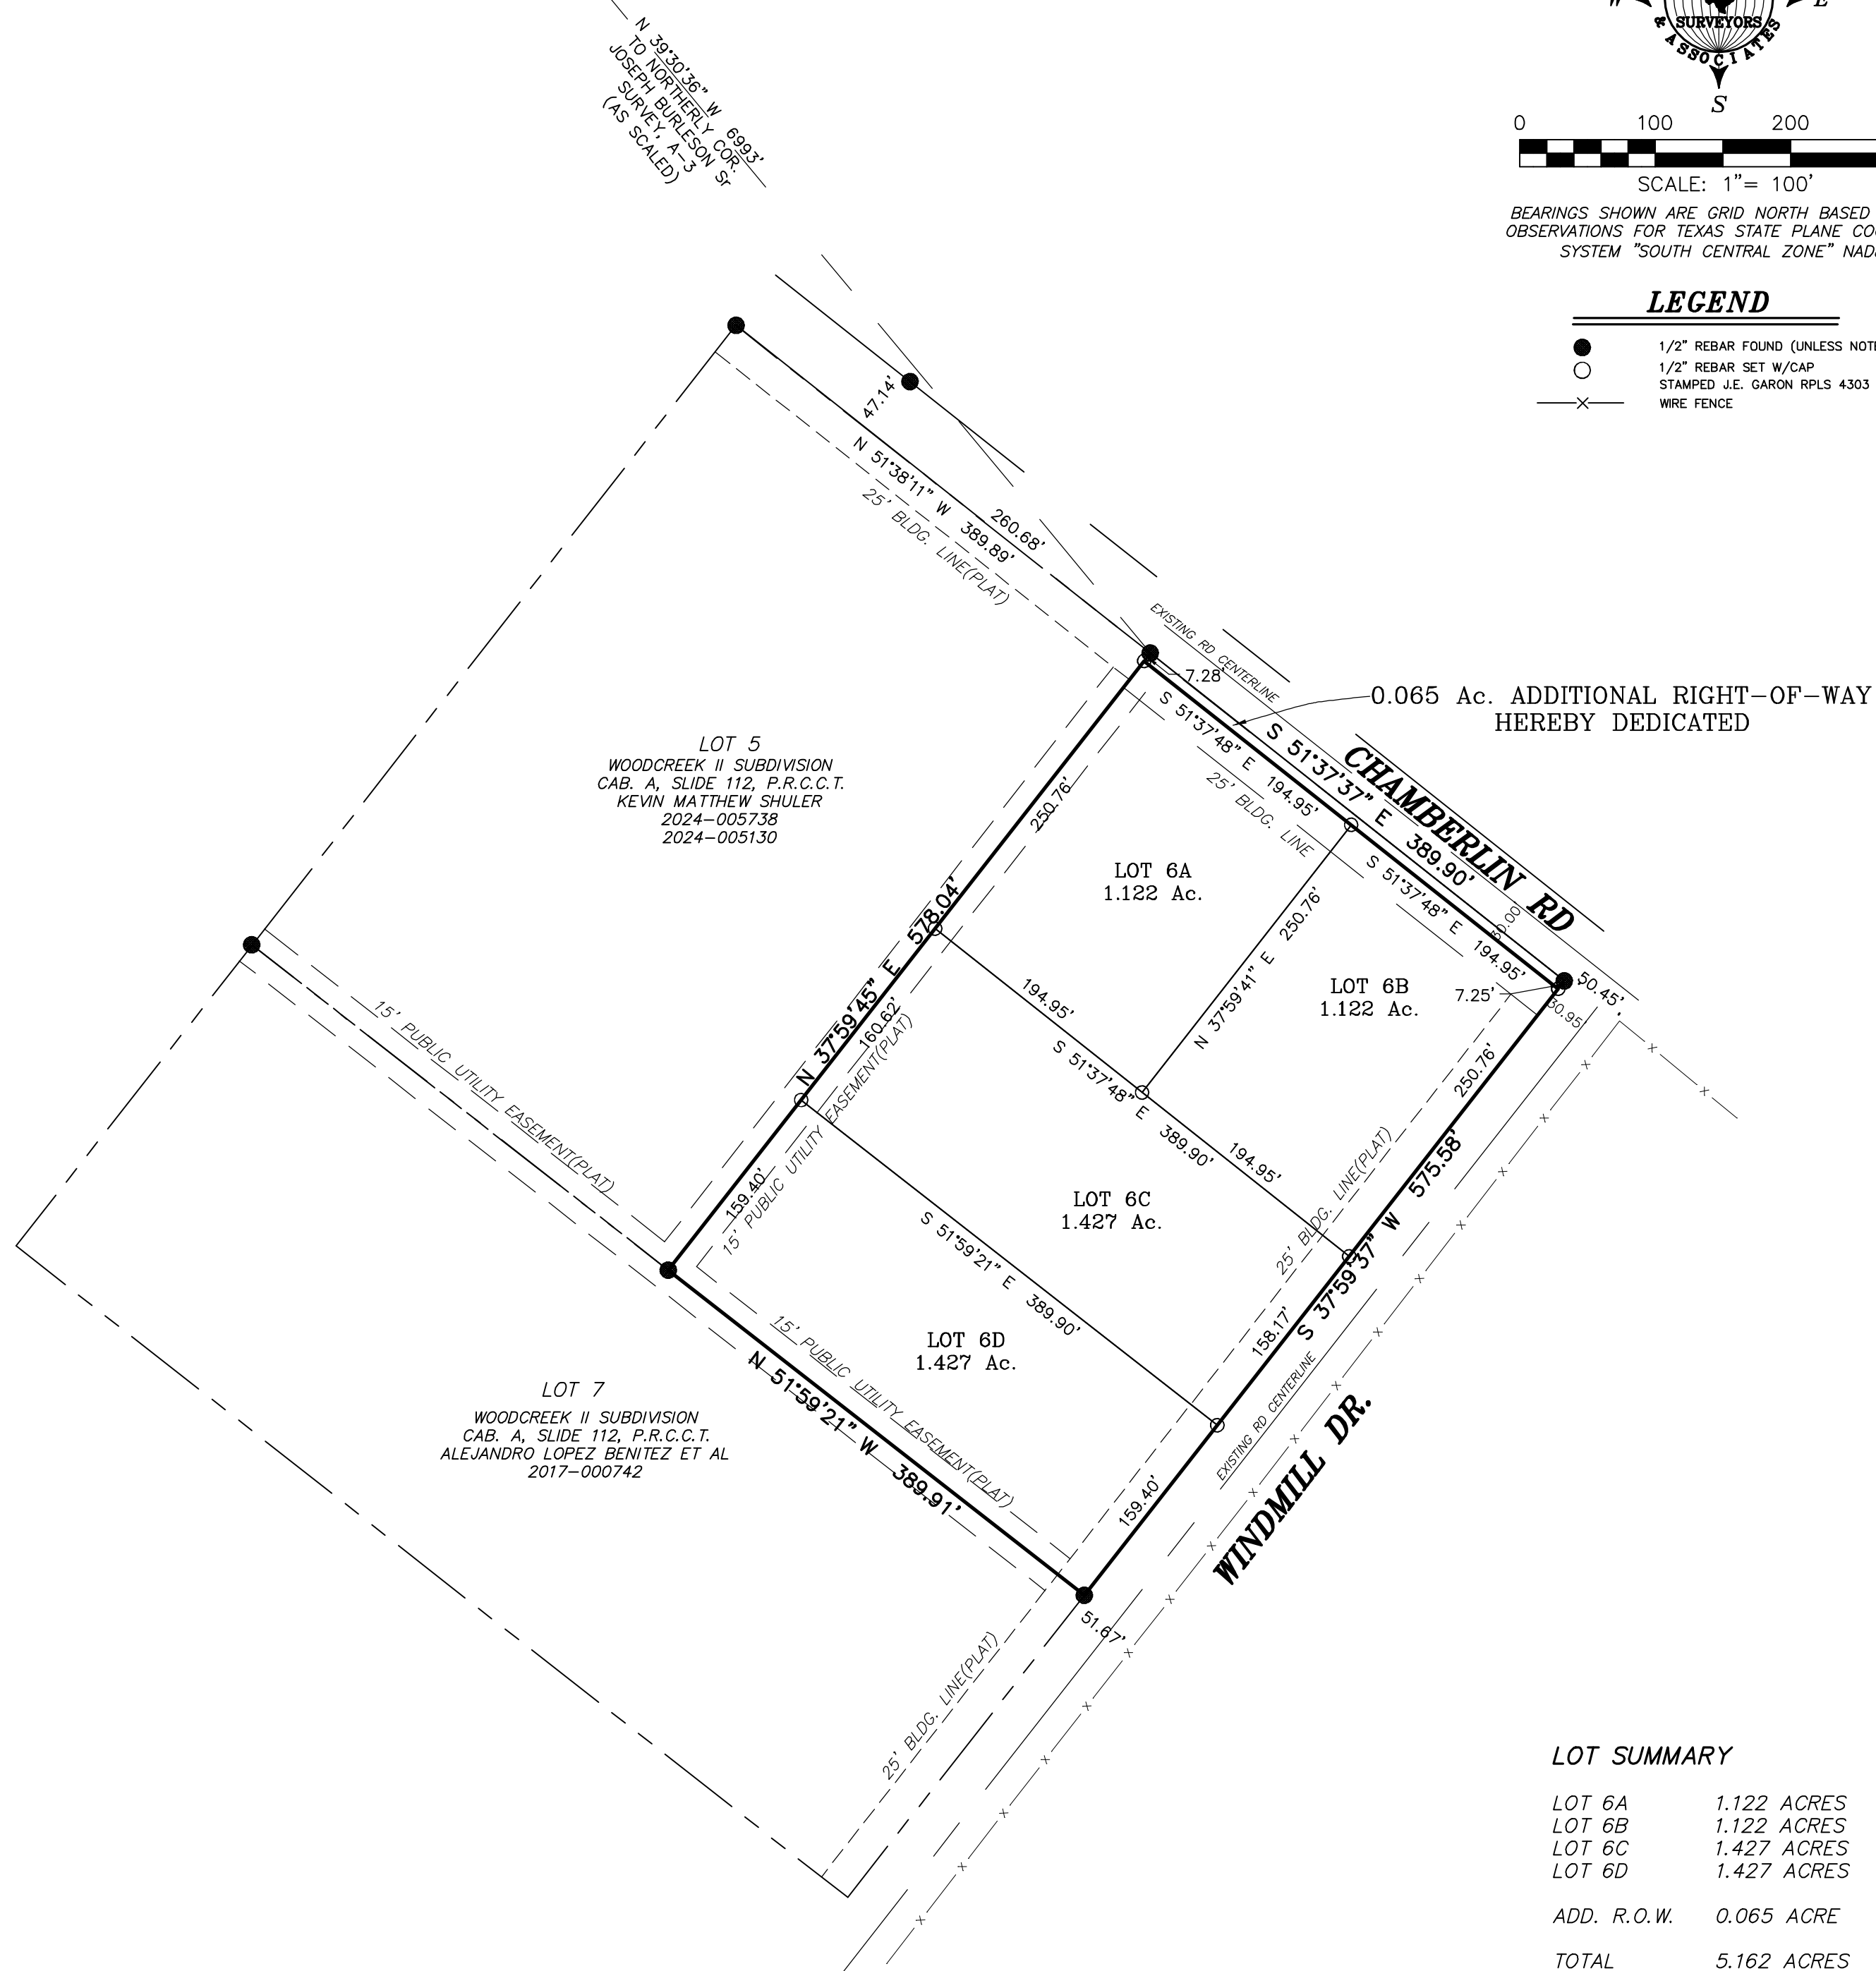 W
E
SURVEYORS
& ASSOCIATES
S
0 100 200
SCALE: 1"= 100'
BEARINGS SHOWN ARE GRID NORTH BASED
OBSERVATIONS FOR TEXAS STATE PLANE
SYSTEM "SOUTH CENTRAL ZONE"
LEGEND
1/2" REBAR FOUND (UNLESS
1/2" REBAR SET W/CAP
STAMPED J.E. GARON RPLS 4303
WIRE FENCE
N 39°30'36" W 6993'
TO NORTHERLY COR.
JOSEPH BURLESON Sr
SURVEY, A-3
(AS SCALED)
47.14'
N 51°38'11" W 389.89'
260.68'
25' BLDG. LINE(PLAT)
EXISTING RD CENTERLINE
7.28'
0.065 Ac. ADDITIONAL RIGHT-OF-WAY
HEREBY DEDICATED
S 51°37'37" E 389.90'
CHAMBERLIN RD
S 51°37'48" E 194.95'
25' BLDG. LINE
S 51°37'48" E 194.95'
50.45'
7.25'
30.95
LOT 5
WOODCREEK II SUBDIVISION
CAB. A, SLIDE 112, P.R.C.C.T.
KEVIN MATTHEW SHULER
2024-005738
2024-005130
250.76'
LOT 6A
1.122 Ac.
N 37°59'41" E 250.76'
LOT 6B
1.122 Ac.
250.76'
N 37°59'45" E 578.04'
160.62'
15' PUBLIC UTILITY EASEMENT(PLAT)
194.95'
S 51°37'48" E 389.90'
194.95'
15' PUBLIC UTILITY EASEMENT(PLAT)
159.40'
LOT 6C
1.427 Ac.
25' BLDG. LINE(PLAT)
S 37°59'37" W 575.58'
S 51°59'21" E 389.90'
158.17'
EXISTING RD CENTERLINE
WINDMILL DR.
LOT 6D
1.427 Ac.
15' PUBLIC UTILITY EASEMENT(PLAT)
N 51°59'21" W 389.91'
159.40'
51.67'
LOT 7
WOODCREEK II SUBDIVISION
CAB. A, SLIDE 112, P.R.C.C.T.
ALEJANDRO LOPEZ BENITEZ ET AL
2017-000742
25' BLDG. LINE(PLAT)
LOT SUMMARY
LOT 6A 1.122 ACRES
LOT 6B 1.122 ACRES
LOT 6C 1.427 ACRES
LOT 6D 1.427 ACRES
ADD. R.O.W. 0.065 ACRE
TOTAL 5.162 ACRES